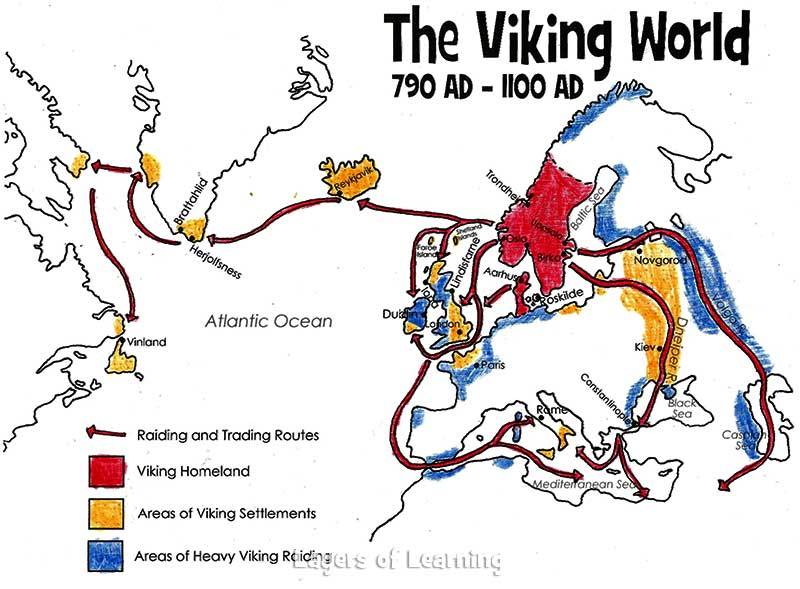 The Viking World
790 AD - 1100 AD
Trondheim
Reykjavik
Baltic Sea
Brattahlid
Shetland
Islands
Faroe
Islands
Uppsala
Oslo
Birka
Herjolfsness
Lindisfarne
Novgorod
Aarhus
Roskilde
Volga R.
Dublin
London
Atlantic Ocean
Dneiper R.
Vinland
Kiev
Paris
Constantinople
Black
Sea
Rome
Caspian
Sea
Mediterranean Sea
Raiding and Trading Routes
Viking Homeland
Areas of Viking Settlements
Areas of Heavy Viking Raiding
Layers of Learning